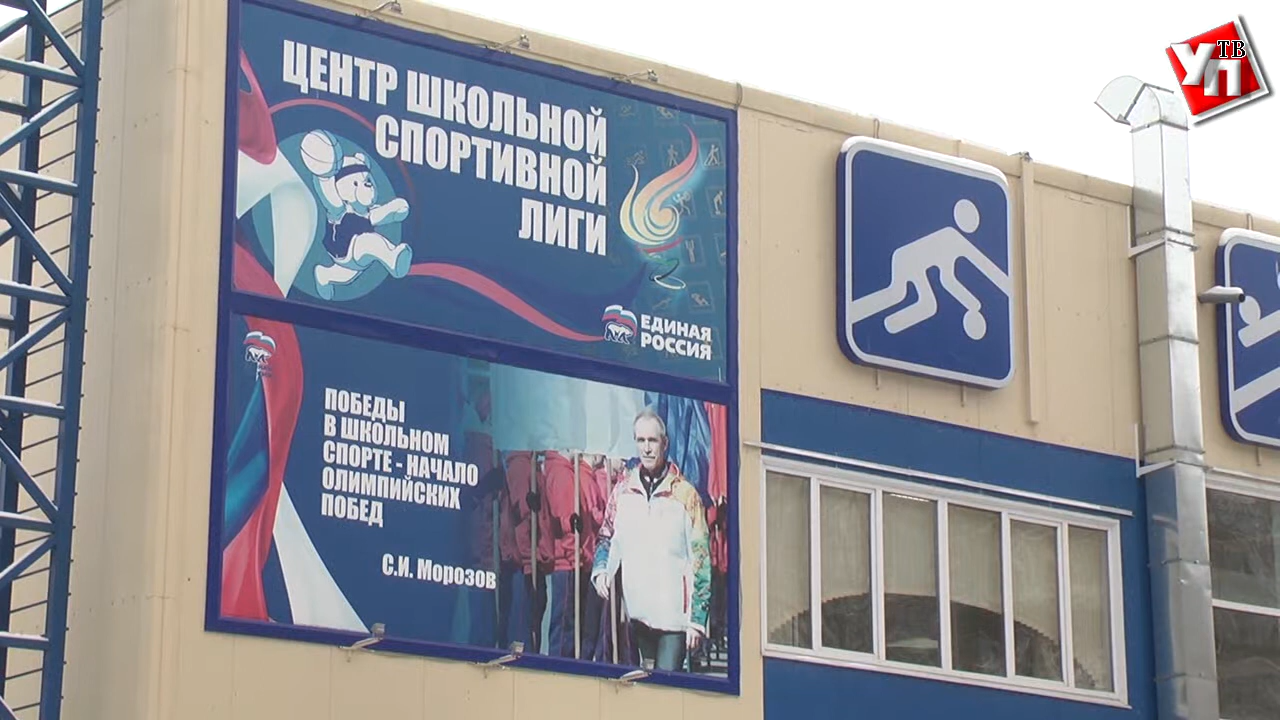 ЦЕНТР ШКОЛЬНОЙ
СПОРТИВНОЙ
ЛИГИ
ЕДИНАЯ
РОССИЯ
ПОБЕДЫ
В ШКОЛЬНОМ
СПОРТЕ - НАЧАЛО
ОЛИМПИЙСКИХ
ПОБЕД
С.И. Морозов
УП ТВ